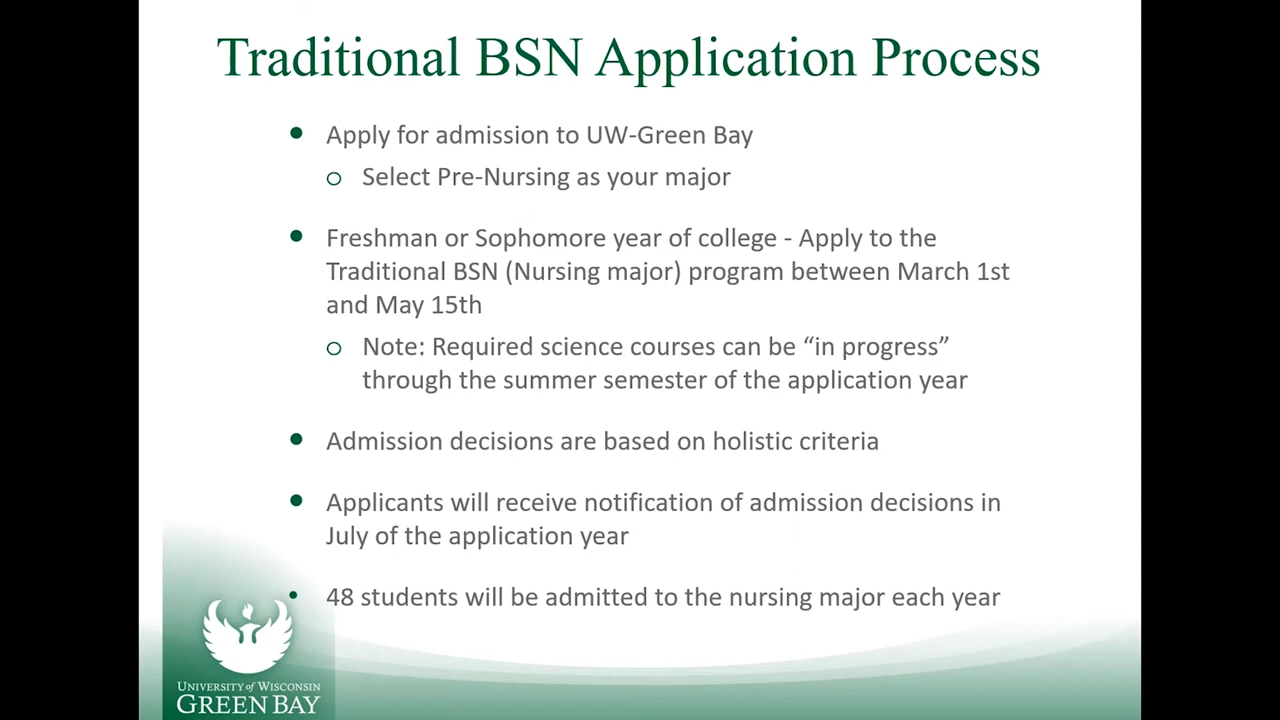 Traditional BSN Application Process
• Apply for admission to UW-Green Bay
o Select Pre-Nursing as your major
• Freshman or Sophomore year of college - Apply to the
Traditional BSN (Nursing major) program between March 1st
and May 15th
o Note: Required science courses can be “in progress”
through the summer semester of the application year
• Admission decisions are based on holistic criteria
• Applicants will receive notification of admission decisions in
July of the application year
• 48 students will be admitted to the nursing major each year
UNIVERSITY of WISCONSIN
GREEN BAY